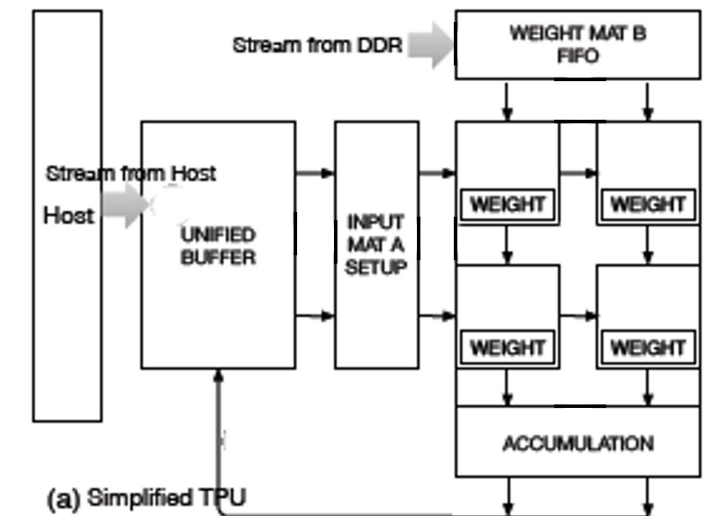 Stream from DDR
WEIGHT MAT B
FIFO
Stream from Host
Host
UNIFIED
BUFFER
INPUT
MAT A
SETUP
WEIGHT
WEIGHT
WEIGHT
WEIGHT
ACCUMULATION
(a) Simplified TPU